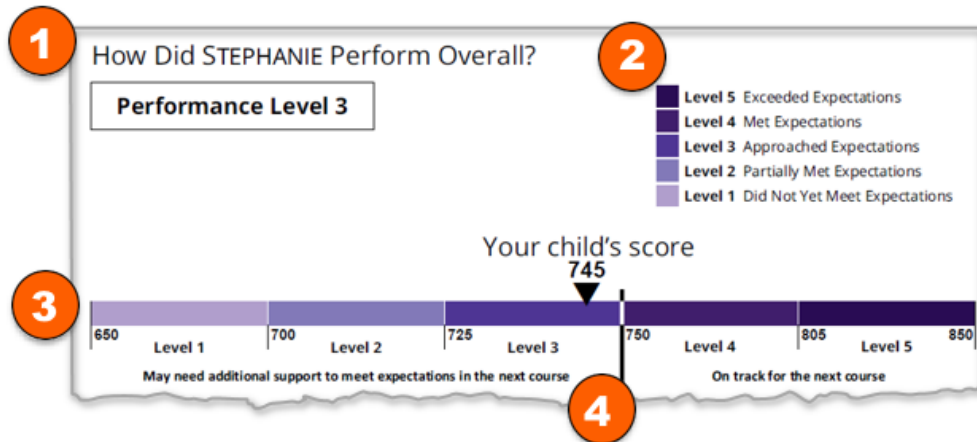 1
How Did STEPHANIE Perform Overall?
Performance Level 3
2
Level 5 Exceeded Expectations
Level 4 Met Expectations
Level 3 Approached Expectations
Level 2 Partially Met Expectations
Level 1 Did Not Yet Meet Expectations
Your child's score
745
3
650 700 725 750 805 850
Level 1 Level 2 Level 3 Level 4 Level 5
May need additional support to meet expectations in the next course On track for the next course
4